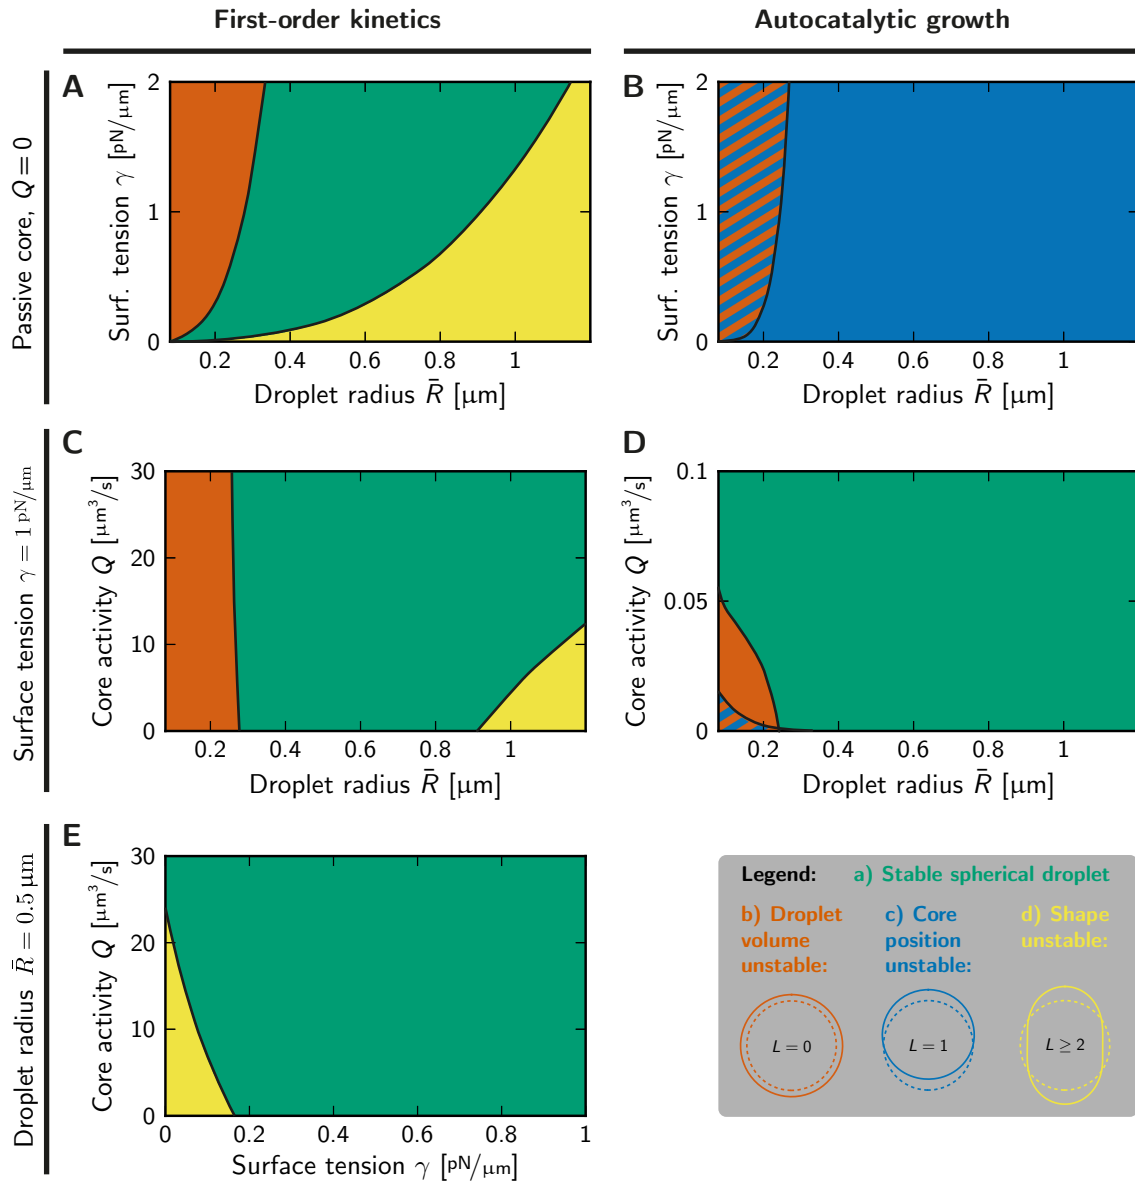 First-order kinetics
Autocatalytic growth
Passive core, Q = 0
A
Surf. tension γ [pN/μm]
2
1
0
0.2 0.4 0.6 0.8 1
Droplet radius R̄ [μm]
B
Surf. tension γ [pN/μm]
2
1
0
0.2 0.4 0.6 0.8 1
Droplet radius R̄ [μm]
Surface tension γ = 1 pN/μm
C
Core activity Q [μm³/s]
30
20
10
0
0.2 0.4 0.6 0.8 1
Droplet radius R̄ [μm]
D
Core activity Q [μm³/s]
0.1
0.05
0
0.2 0.4 0.6 0.8 1
Droplet radius R̄ [μm]
Droplet radius R̄ = 0.5 μm
E
Core activity Q [μm³/s]
30
20
10
0
0 0.2 0.4 0.6 0.8 1
Surface tension γ [pN/μm]
Legend: a) Stable spherical droplet
b) Droplet
volume
unstable:
c) Core
position
unstable:
d) Shape
unstable:
L = 0
L = 1
L ≥ 2